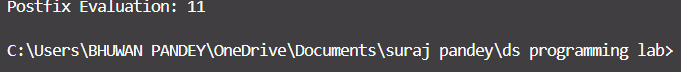 Postfix Evaluation: 11
C:\Users\BHUWAN PANDEY\OneDrive\Documents\suraj pandey\ds programming lab>